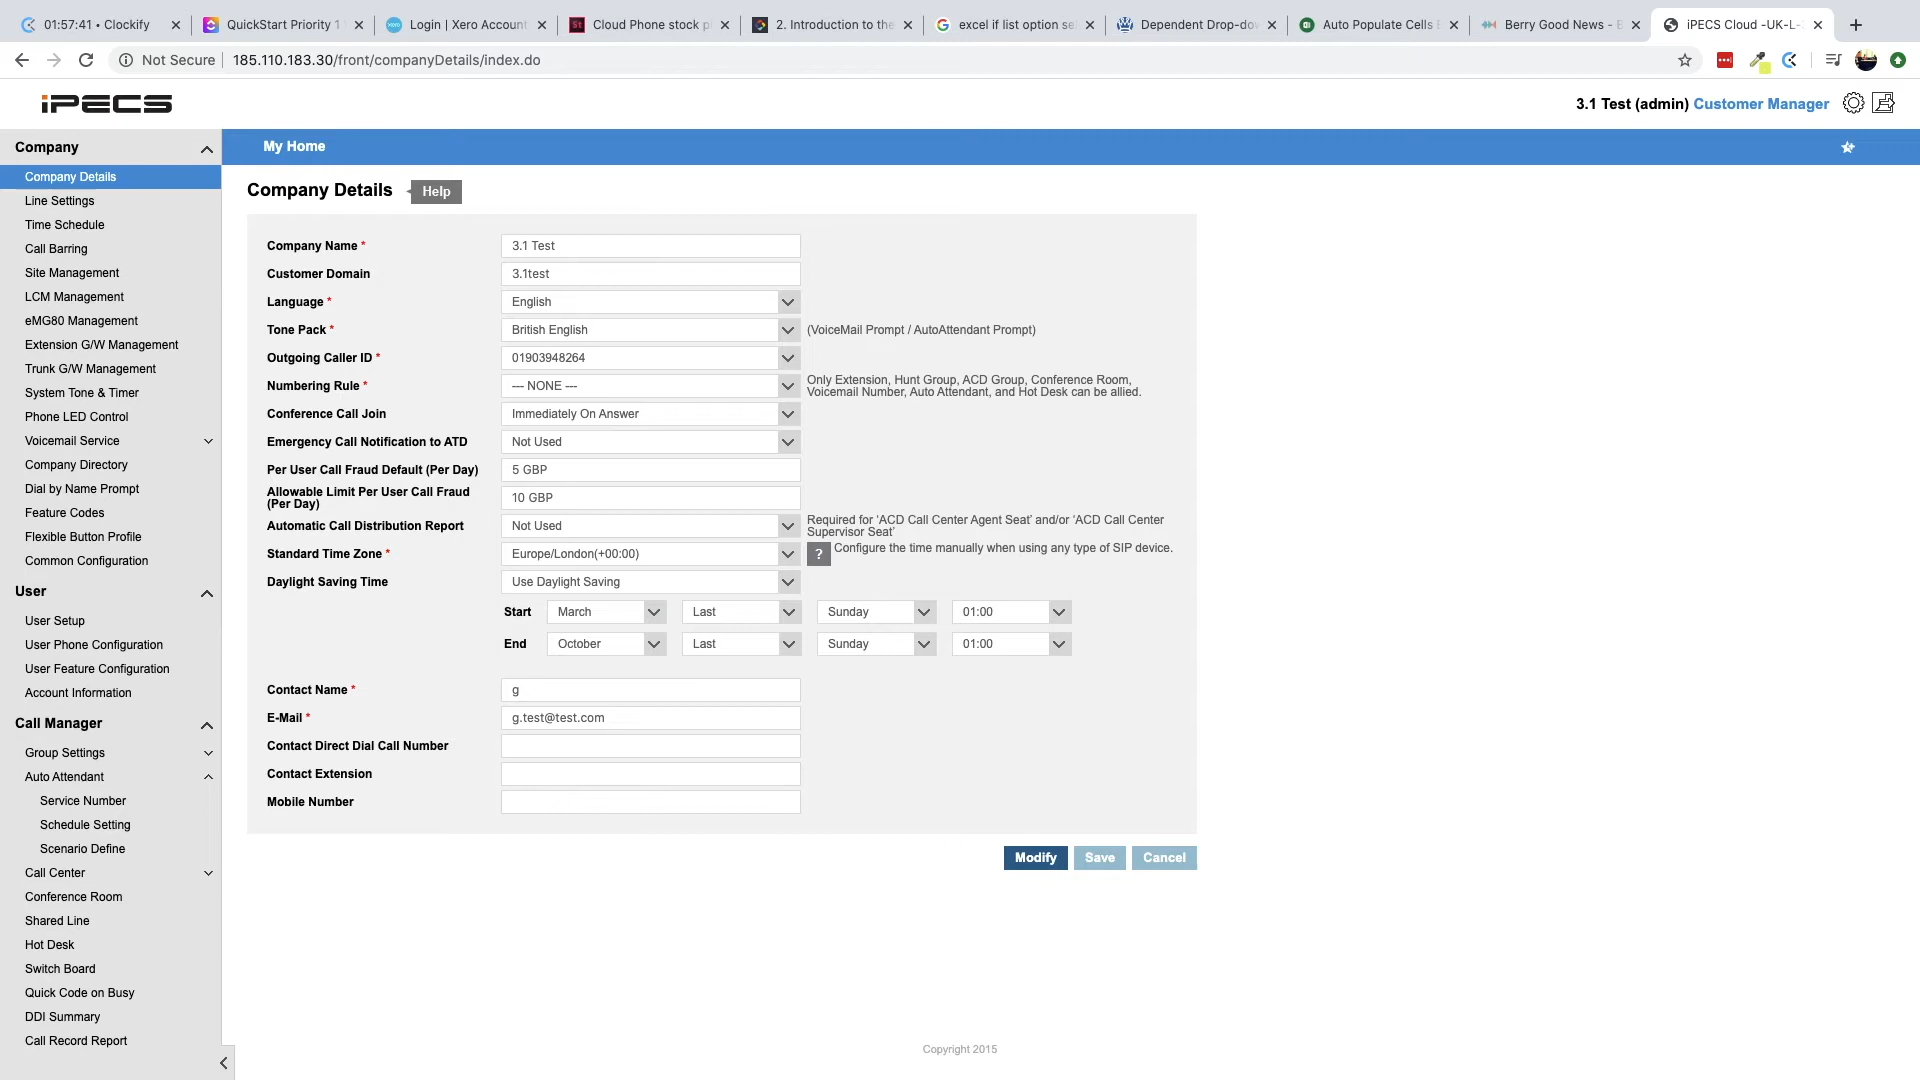 01:57:41 • Clockify
QuickStart Priority 1
Login | Xero Account
Cloud Phone stock p
2. Introduction to the
excel if list option se
Dependent Drop-do
Auto Populate Cells
Berry Good News -
iPECS Cloud -UK-L-
Not Secure
185.110.183.30/front/companyDetails/index.do
iPECS
3.1 Test (admin) Customer Manager
Company
Company Details
Line Settings
Time Schedule
Call Barring
Site Management
LCM Management
eMG80 Management
Extension G/W Management
Trunk G/W Management
System Tone & Timer
Phone LED Control
Voicemail Service
Company Directory
Dial by Name Prompt
Feature Codes
Flexible Button Profile
Common Configuration
User
User Setup
User Phone Configuration
User Feature Configuration
Account Information
Call Manager
Group Settings
Auto Attendant
Service Number
Schedule Setting
Scenario Define
Call Center
Conference Room
Shared Line
Hot Desk
Switch Board
Quick Code on Busy
DDI Summary
Call Record Report
My Home
Company Details
Help
Company Name * 3.1 Test
Customer Domain 3.1test
Language * English
Tone Pack * British English (VoiceMail Prompt / AutoAttendant Prompt)
Outgoing Caller ID * 01903948264
Numbering Rule * --- NONE --- Only Extension, Hunt Group, ACD Group, Conference Room,
Voicemail Number, Auto Attendant, and Hot Desk can be allied.
Conference Call Join Immediately On Answer
Emergency Call Notification to ATD Not Used
Per User Call Fraud Default (Per Day) 5 GBP
Allowable Limit Per User Call Fraud
(Per Day) 10 GBP
Automatic Call Distribution Report Not Used Required for 'ACD Call Center Agent Seat' and/or 'ACD Call Center
Supervisor Seat'
Standard Time Zone * Europe/London(+00:00) ? Configure the time manually when using any type of SIP device.
Daylight Saving Time Use Daylight Saving
Start March Last Sunday 01:00
End October Last Sunday 01:00
Contact Name * g
E-Mail * g.test@test.com
Contact Direct Dial Call Number
Contact Extension
Mobile Number
Modify Save Cancel
Copyright 2015